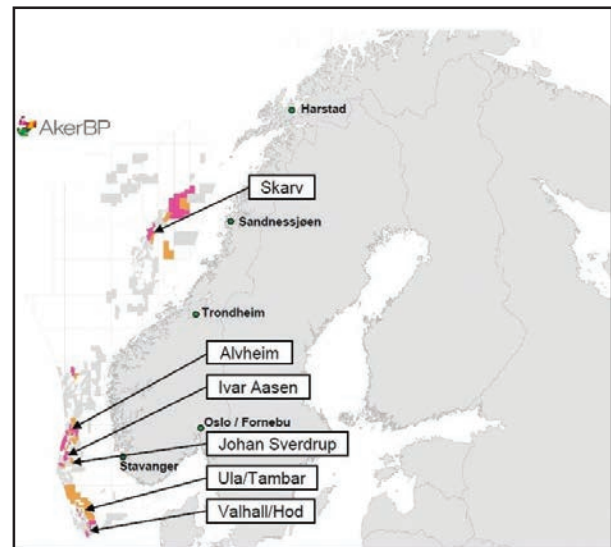 Harstad
AkerBP
Skarv
Sandnessjøen
Trondheim
Alvheim
Ivar Aasen
Oslo / Fornebu
Johan Sverdrup
Stavanger
Ula/Tambar
Valhall/Hod